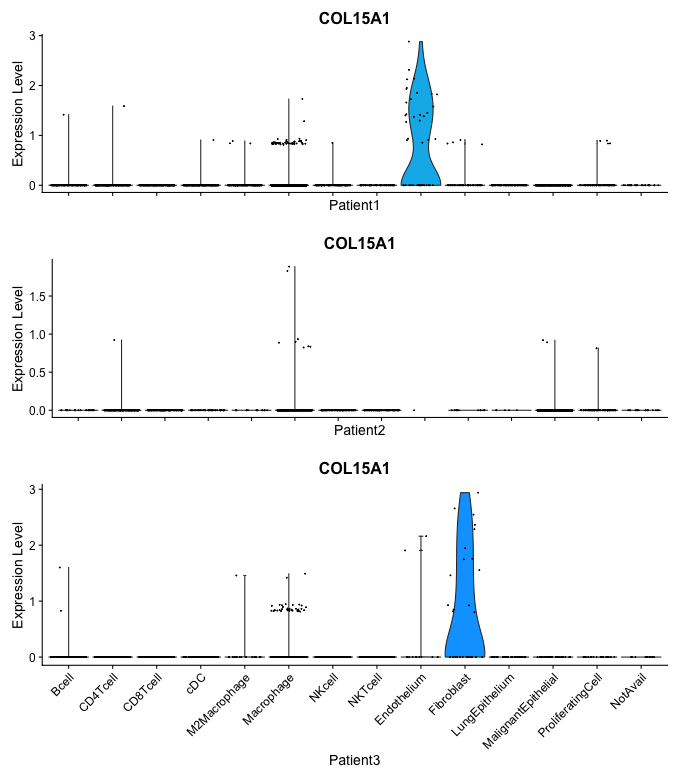 COL15A1
Expression Level
3
2
1
0
Patient1
COL15A1
Expression Level
1.5
1.0
0.5
0.0
Patient2
COL15A1
Expression Level
3
2
1
0
Bcell
CD4Tcell
CD8Tcell
cDC
M2Macrophage
Macrophage
NKcell
NKTcell
Endothelium
Fibroblast
LungEpithelium
MalignantEpithelial
ProliferatingCell
NotAvail
Patient3